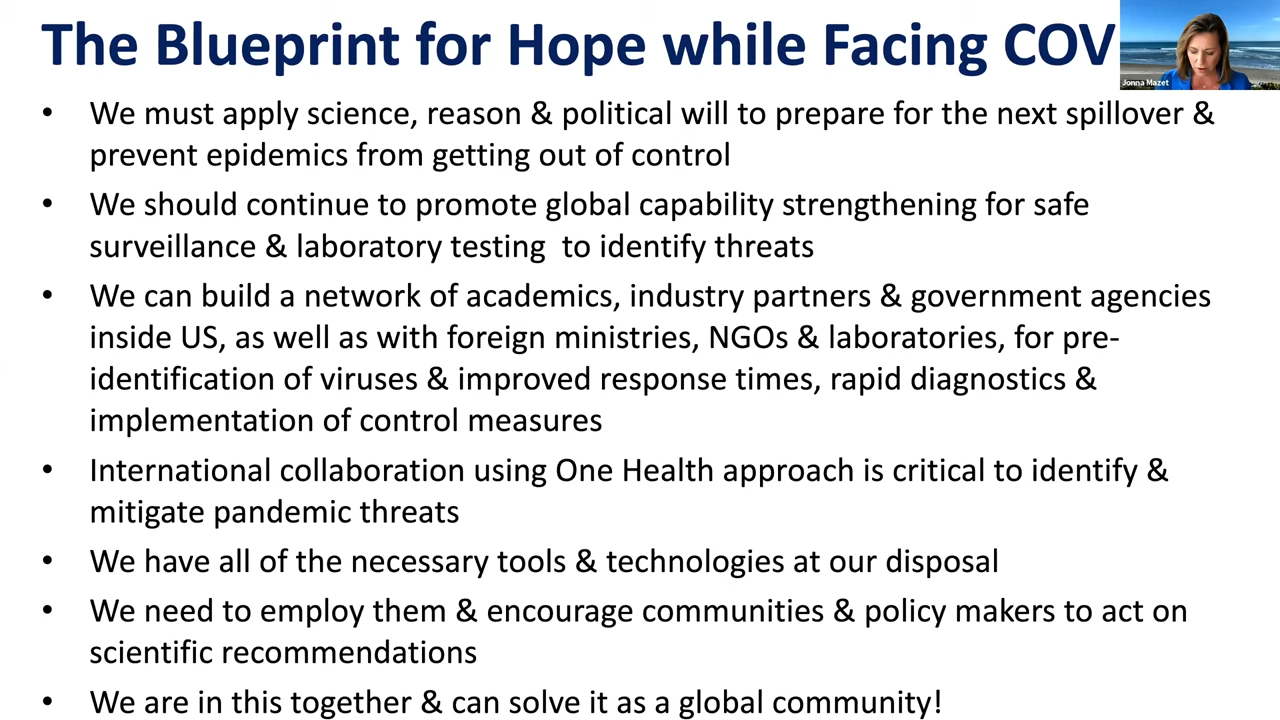 The Blueprint for Hope while Facing COV
Jonna Mazet
• We must apply science, reason & political will to prepare for the next spillover &
prevent epidemics from getting out of control
• We should continue to promote global capability strengthening for safe
surveillance & laboratory testing  to identify threats
• We can build a network of academics, industry partners & government agencies
inside US, as well as with foreign ministries, NGOs & laboratories, for pre-
identification of viruses & improved response times, rapid diagnostics &
implementation of control measures
• International collaboration using One Health approach is critical to identify &
mitigate pandemic threats
• We have all of the necessary tools & technologies at our disposal
• We need to employ them & encourage communities & policy makers to act on
scientific recommendations
• We are in this together & can solve it as a global community!